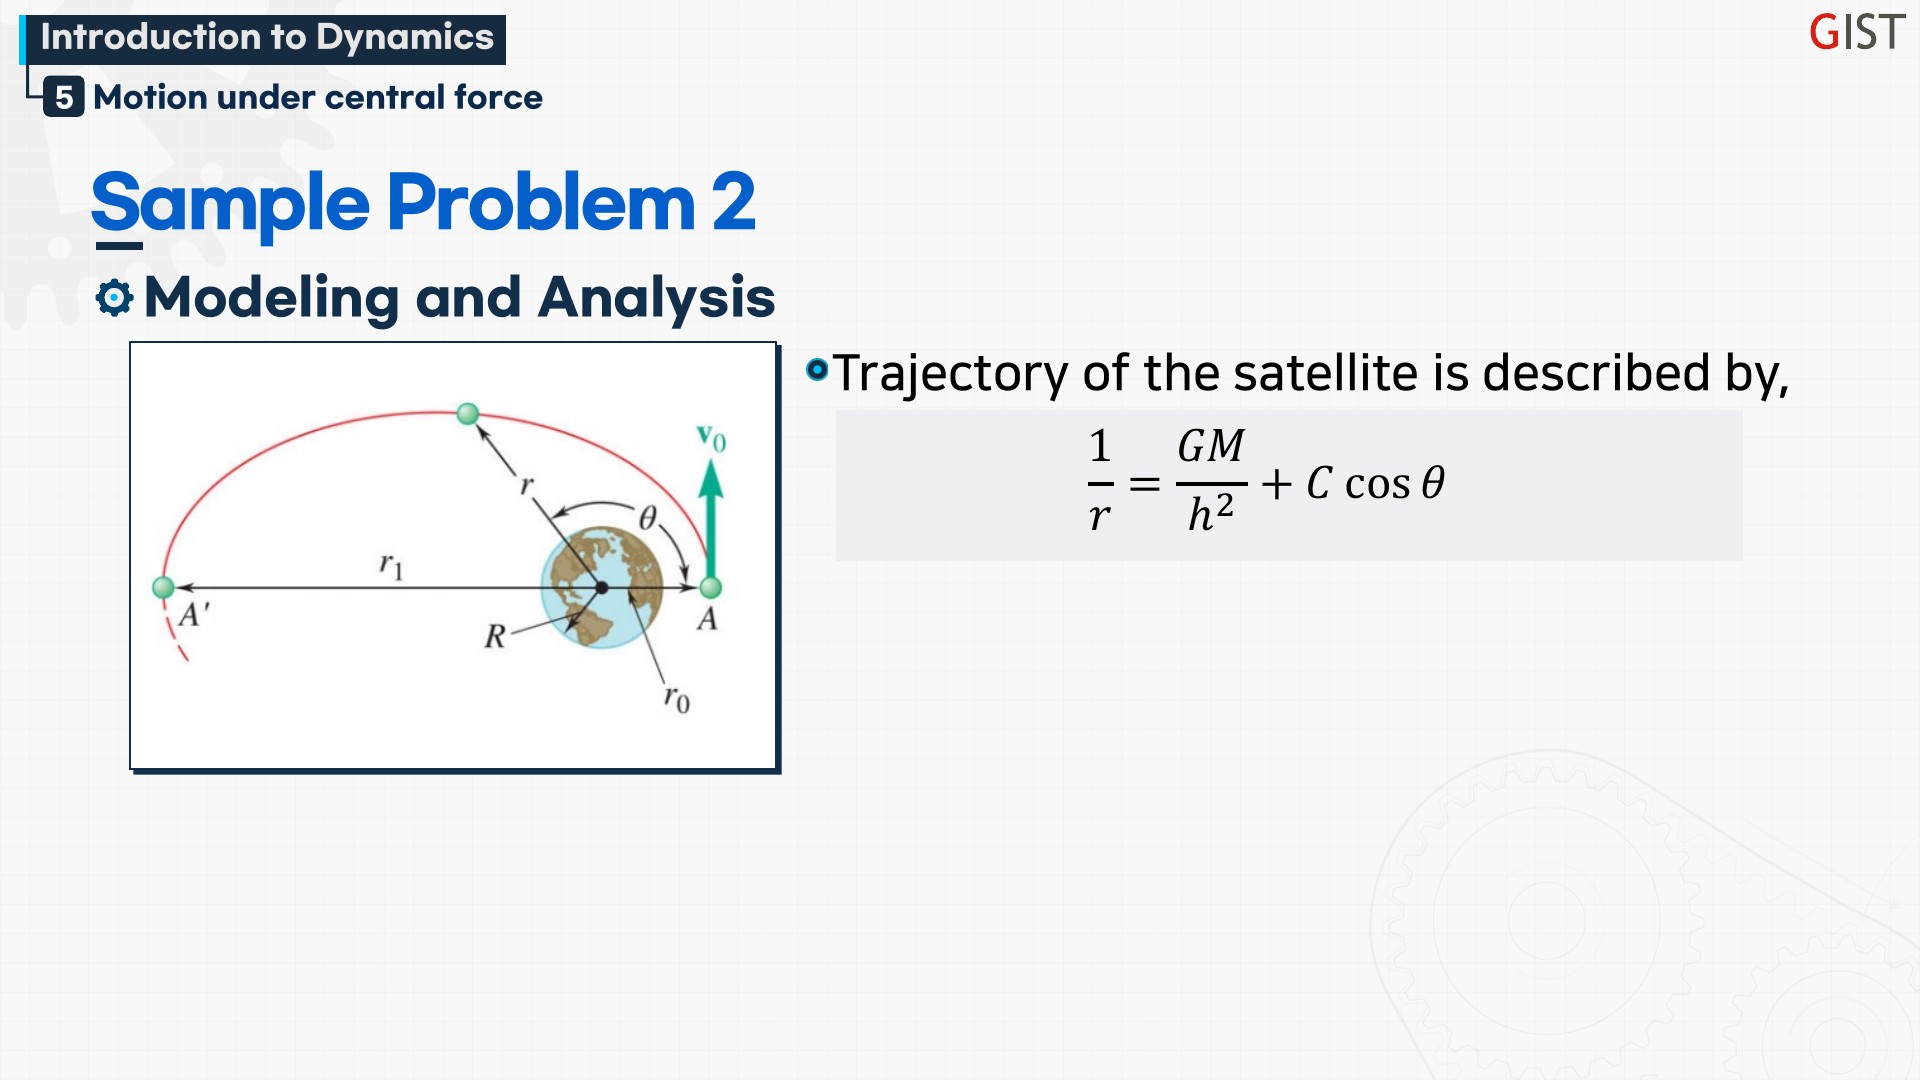 Introduction to Dynamics
GIST
5 Motion under central force
Sample Problem 2
Modeling and Analysis
Trajectory of the satellite is described by,
1/r = GM/h² + C cos θ
v₀
r
θ
r₁
A'
A
R
r₀